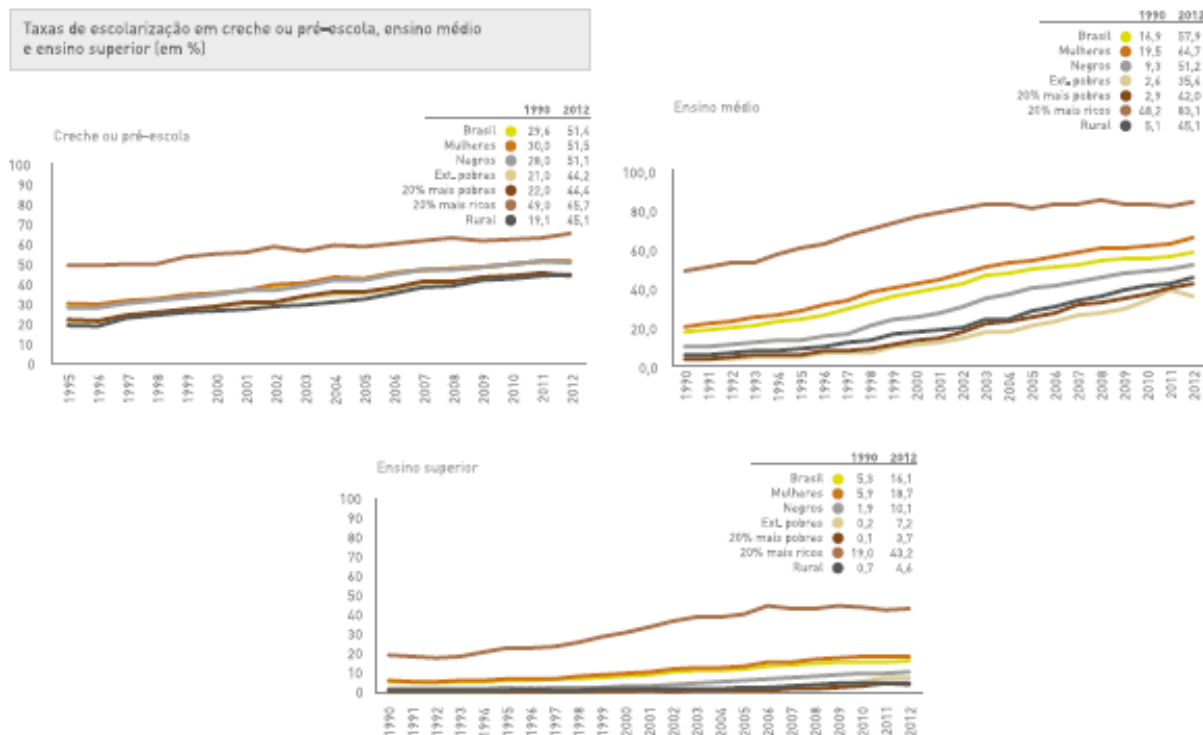 Taxas de escolarização em creche ou pré-escola, ensino médio
e ensino superior (em %)
Creche ou pré-escola
1990 2012
Brasil 29,6 51,4
Mulheres 30,0 51,5
Negros 28,0 51,1
Ext. pobres 21,0 44,2
20% mais pobres 22,0 44,4
20% mais ricos 49,0 65,7
Rural 19,1 45,1
100
90
80
70
60
50
40
30
20
10
0
1995 1996 1997 1998 1999 2000 2001 2002 2003 2004 2005 2006 2007 2008 2009 2010 2011 2012
Ensino médio
1990 2012
Brasil 16,9 57,9
Mulheres 19,5 64,7
Negros 9,3 51,2
Ext. pobres 2,6 35,4
20% mais pobres 2,9 42,0
20% mais ricos 48,2 83,1
Rural 5,1 45,1
100,0
80,0
60,0
40,0
20,0
0,0
1990 1991 1992 1993 1994 1995 1996 1997 1998 1999 2000 2001 2002 2003 2004 2005 2006 2007 2008 2009 2010 2011 2012
Ensino superior
1990 2012
Brasil 5,3 16,1
Mulheres 5,9 18,7
Negros 1,9 10,1
Ext. pobres 0,2 7,2
20% mais pobres 0,1 3,7
20% mais ricos 19,0 43,2
Rural 0,7 4,6
100
90
80
70
60
50
40
30
20
10
0
1990 1991 1992 1993 1994 1995 1996 1997 1998 1999 2000 2001 2002 2003 2004 2005 2006 2007 2008 2009 2010 2011 2012